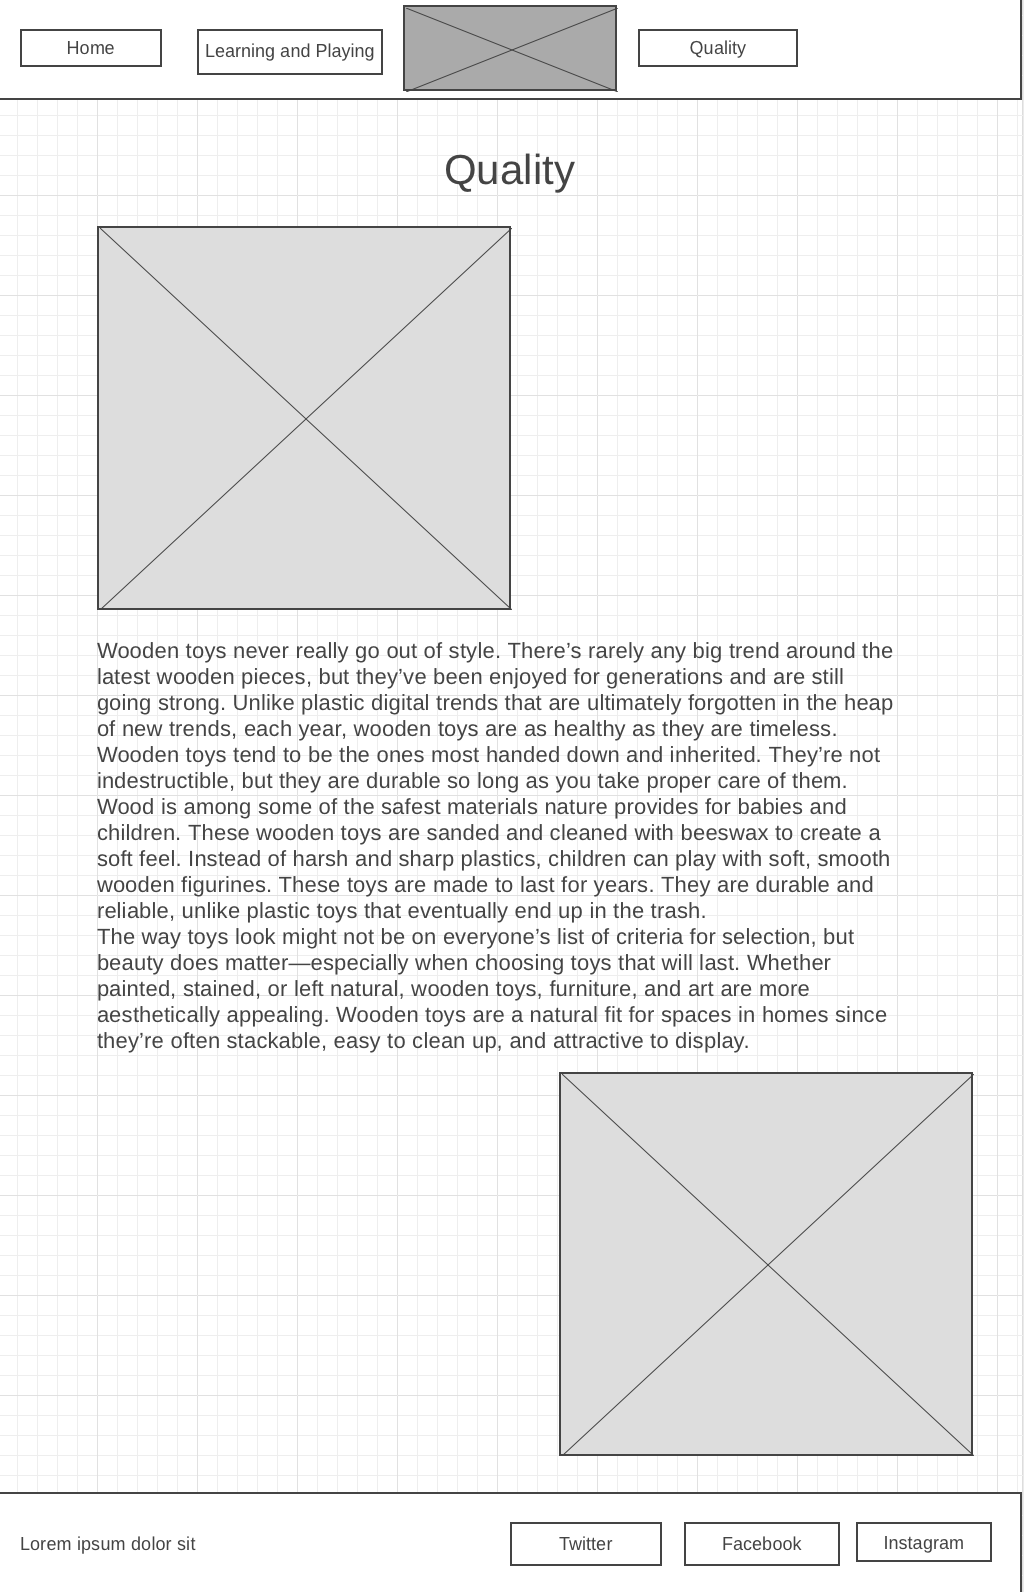 Home
Learning and Playing
Quality
Quality
Wooden toys never really go out of style. There’s rarely any big trend around the
latest wooden pieces, but they’ve been enjoyed for generations and are still
going strong. Unlike plastic digital trends that are ultimately forgotten in the heap
of new trends, each year, wooden toys are as healthy as they are timeless.
Wooden toys tend to be the ones most handed down and inherited. They’re not
indestructible, but they are durable so long as you take proper care of them.
Wood is among some of the safest materials nature provides for babies and
children. These wooden toys are sanded and cleaned with beeswax to create a
soft feel. Instead of harsh and sharp plastics, children can play with soft, smooth
wooden figurines. These toys are made to last for years. They are durable and
reliable, unlike plastic toys that eventually end up in the trash.
The way toys look might not be on everyone’s list of criteria for selection, but
beauty does matter—especially when choosing toys that will last. Whether
painted, stained, or left natural, wooden toys, furniture, and art are more
aesthetically appealing. Wooden toys are a natural fit for spaces in homes since
they’re often stackable, easy to clean up, and attractive to display.
Lorem ipsum dolor sit
Twitter
Facebook
Instagram